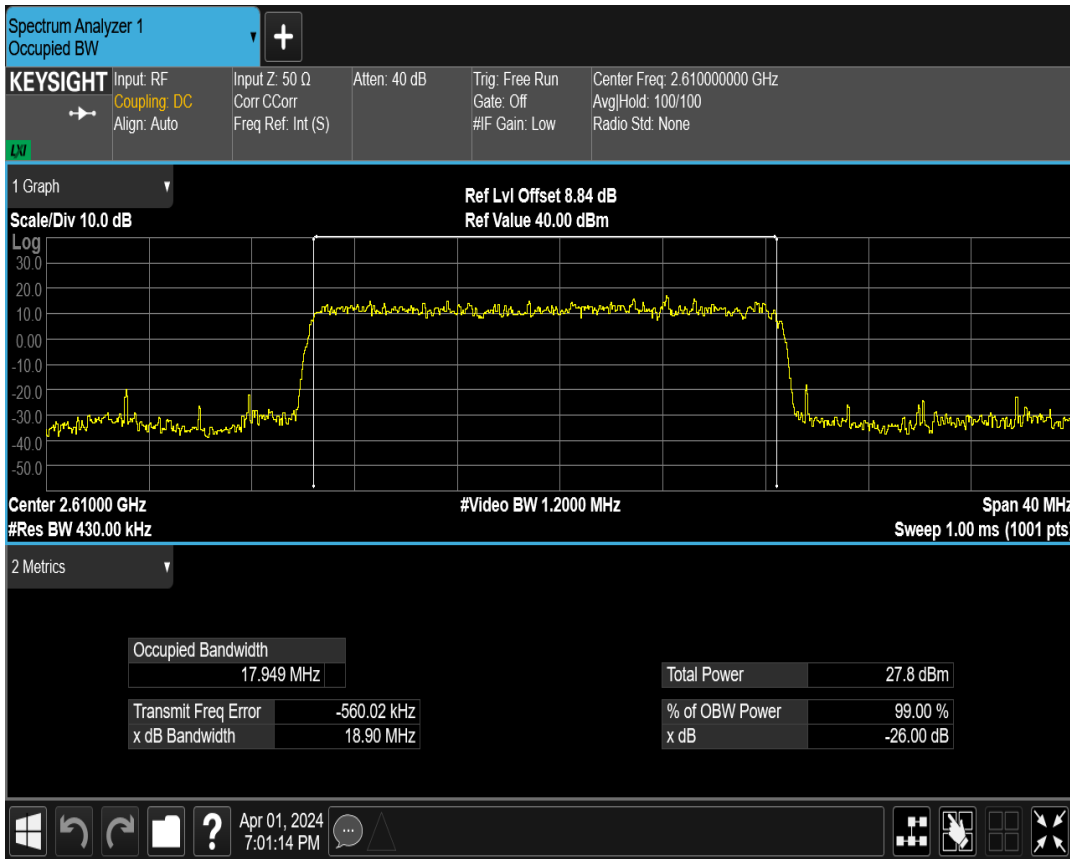 Spectrum Analyzer 1
Occupied BW
+
KEYSIGHT
LXI
Input: RF
Coupling: DC
Align: Auto
Input Z: 50 Ω
Corr CCorr
Freq Ref: Int (S)
Atten: 40 dB
Trig: Free Run
Gate: Off
#IF Gain: Low
Center Freq: 2.610000000 GHz
Avg|Hold: 100/100
Radio Std: None
1 Graph
Scale/Div 10.0 dB
Ref Lvl Offset 8.84 dB
Ref Value 40.00 dBm
Log
30.0
20.0
10.0
0.00
-10.0
-20.0
-30.0
-40.0
-50.0
Center 2.61000 GHz
#Video BW 1.2000 MHz
Span 40 MHz
#Res BW 430.00 kHz
Sweep 1.00 ms (1001 pts)
2 Metrics
Occupied Bandwidth
17.949 MHz
Total Power 27.8 dBm
Transmit Freq Error -560.02 kHz
% of OBW Power 99.00 %
x dB Bandwidth 18.90 MHz
x dB -26.00 dB
?
Apr 01, 2024
7:01:14 PM